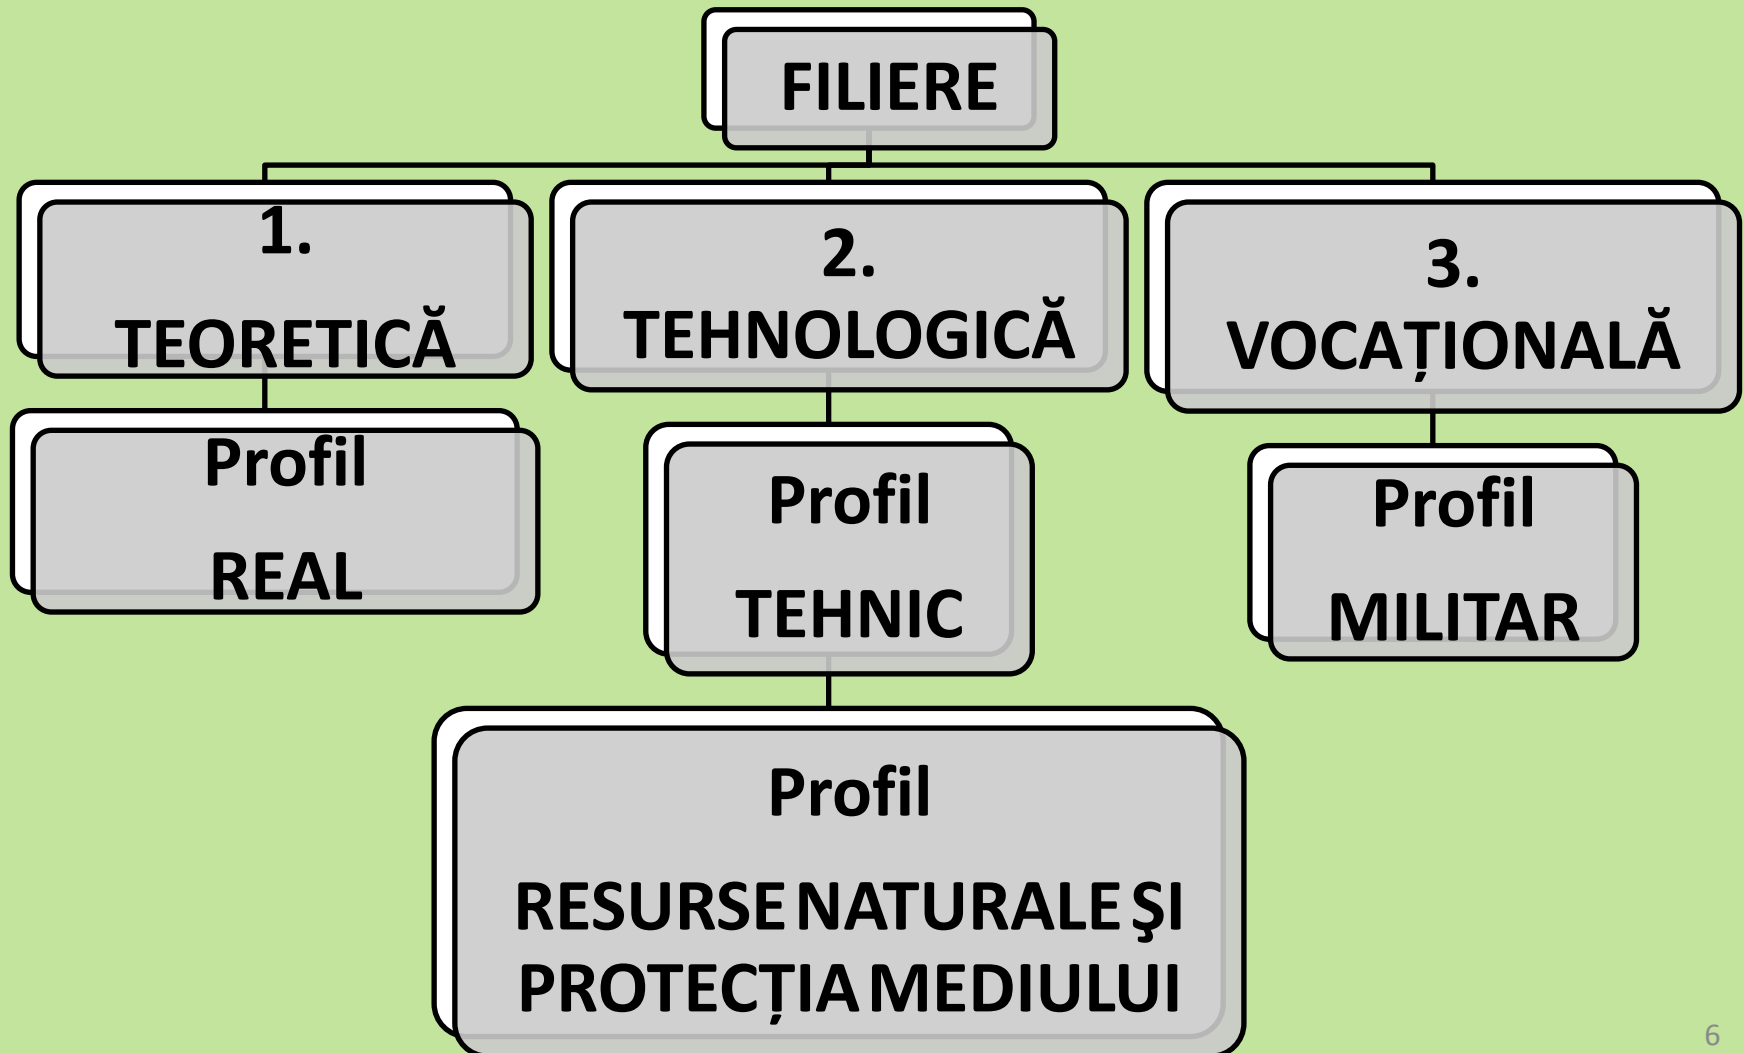 FILIERE
1.
TEORETICĂ
2.
TEHNOLOGICĂ
3.
VOCAȚIONALĂ
Profil
REAL
Profil
TEHNIC
Profil
MILITAR
Profil
RESURSE NATURALE ŞI
PROTECȚIA MEDIULUI
6